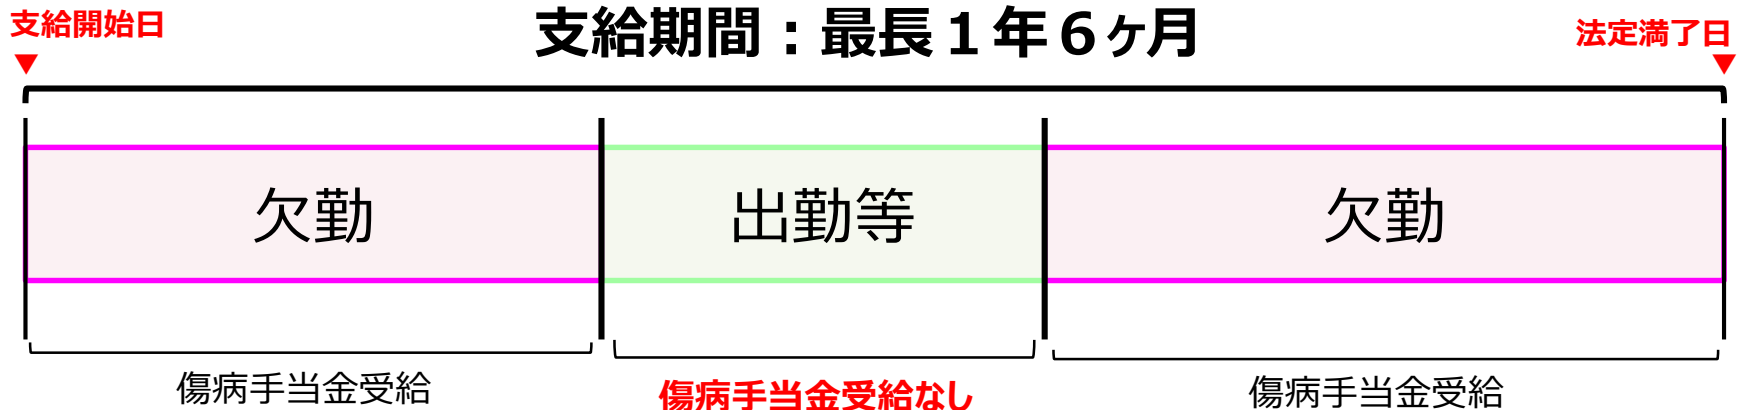 支給開始日
支給期間：最長１年６ヶ月
法定満了日
欠勤
出勤等
欠勤
傷病手当金受給
傷病手当金受給なし
傷病手当金受給